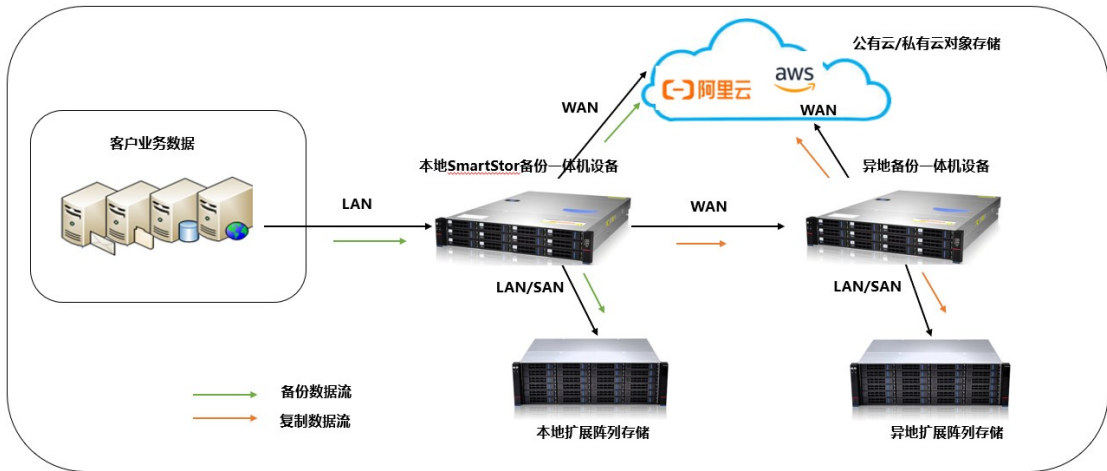 公有云/私有云对象存储
阿里云
aws
WAN
WAN
客户业务数据
本地SmartStor备份一体机设备
异地备份一体机设备
LAN
WAN
LAN/SAN
LAN/SAN
备份数据流
复制数据流
本地扩展阵列存储
异地扩展阵列存储